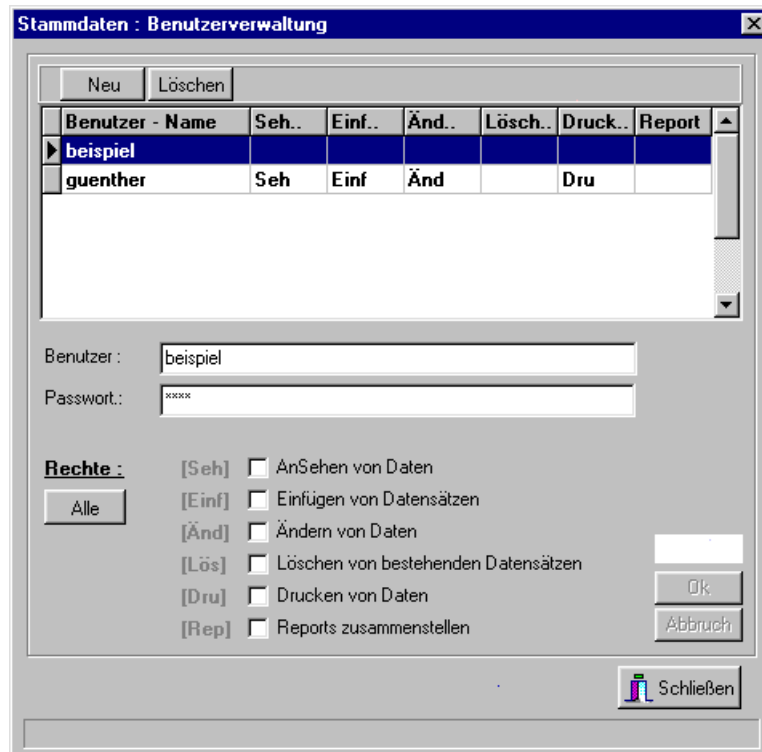 Stammdaten : Benutzerverwaltung
Neu Löschen
Benutzer - Name Seh.. Einf.. Änd.. Lösch.. Druck.. Report
beispiel
guenther Seh Einf Änd Dru
Benutzer : beispiel
Passwort.: ****
Rechte : [Seh] AnSehen von Daten
Alle [Einf] Einfügen von Datensätzen
[Änd] Ändern von Daten
[Lös] Löschen von bestehenden Datensätzen
[Dru] Drucken von Daten
Ok
[Rep] Reports zusammenstellen
Abbruch
Schließen